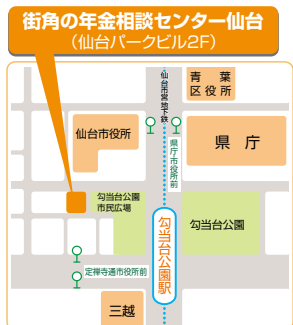 街角の年金相談センター仙台
（仙台パークビル2F）
仙台市営地下鉄
青葉
区役所
仙台市役所
県庁
県庁市役所前
勾当台公園
市民広場
勾当台公園
勾当台公園駅
定禅寺通市役所前
三越